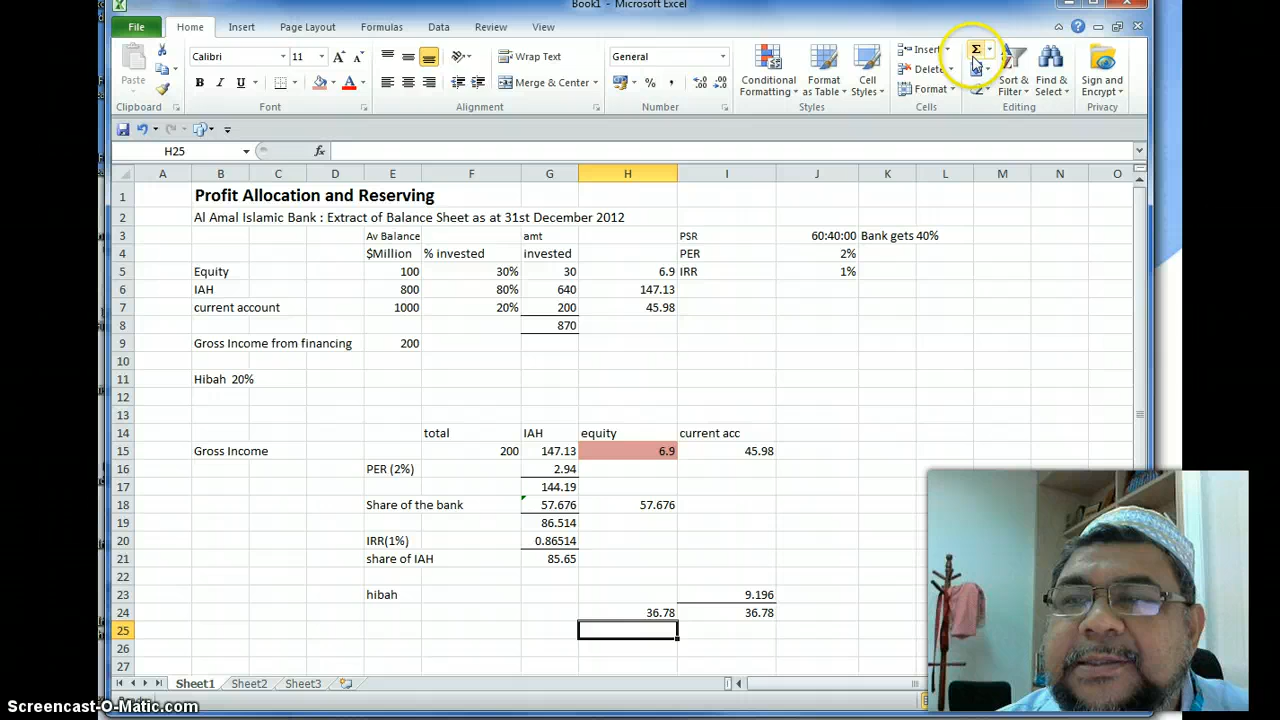 Book1 - Microsoft Excel
File Home Insert Page Layout Formulas Data Review View
Calibri 11 Wrap Text General Insert
Paste B I U Merge & Center % , Conditional Formatting Format as Table Cell Styles Delete Sort & Filter Find & Select Sign and Encrypt
Format
Clipboard Font Alignment Number Styles Cells Editing Privacy
H25 fx
A B C D E F G H I J K L M N O
1 Profit Allocation and Reserving
2 Al Amal Islamic Bank : Extract of Balance Sheet as at 31st December 2012
3 Av Balance amt PSR 60:40:00 Bank gets 40%
4 $Million % invested invested PER 2%
5 Equity 100 30% 30 6.9 IRR 1%
6 IAH 800 80% 640 147.13
7 current account 1000 20% 200 45.98
8 870
9 Gross Income from financing 200
10
11 Hibah 20%
12
13
14 total IAH equity current acc
15 Gross Income 200 147.13 6.9 45.98
16 PER (2%) 2.94
17 144.19
18 Share of the bank 57.676 57.676
19 86.514
20 IRR(1%) 0.86514
21 share of IAH 85.65
22
23 hibah 9.196
24 36.78 36.78
25
26
27
Sheet1 Sheet2 Sheet3
Screencast-O-Matic.com